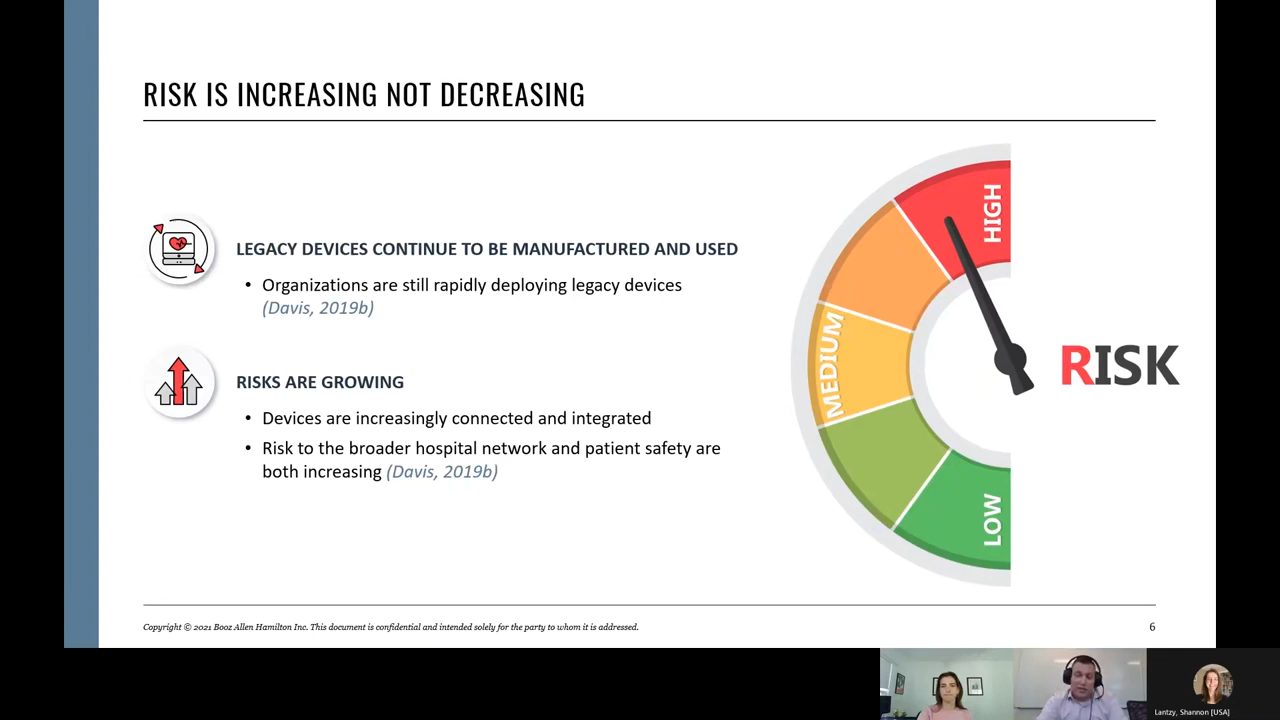 RISK IS INCREASING NOT DECREASING
LEGACY DEVICES CONTINUE TO BE MANUFACTURED AND USED
• Organizations are still rapidly deploying legacy devices
(Davis, 2019b)
RISKS ARE GROWING
• Devices are increasingly connected and integrated
• Risk to the broader hospital network and patient safety are
both increasing (Davis, 2019b)
HIGH
MEDIUM
LOW
RISK
Copyright © 2021 Booz Allen Hamilton Inc. This document is confidential and intended solely for the party to whom it is addressed.
6
Lantzy, Shannon [USA]